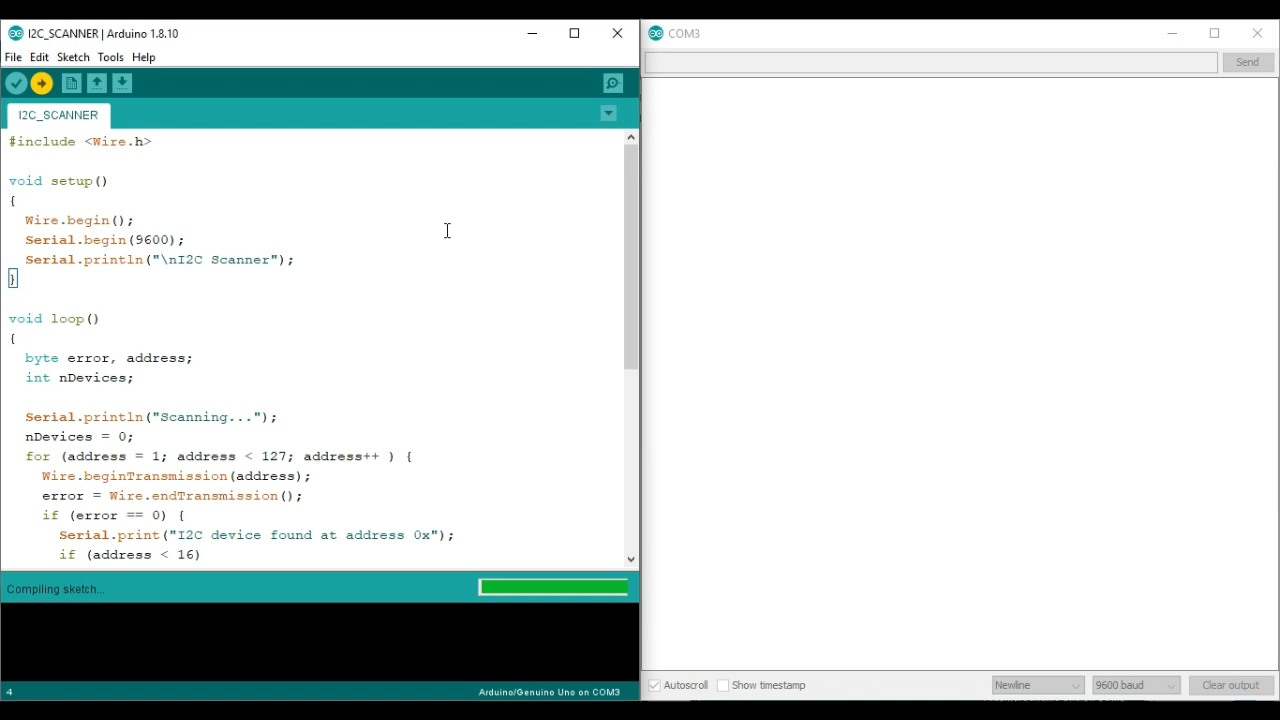 I2C_SCANNER | Arduino 1.8.10
File Edit Sketch Tools Help
I2C_SCANNER
#include <Wire.h>
void setup()
{
Wire.begin();
Serial.begin(9600);
Serial.println("\nI2C Scanner");
}
void loop()
{
byte error, address;
int nDevices;
Serial.println("Scanning...");
nDevices = 0;
for (address = 1; address < 127; address++ ) {
Wire.beginTransmission(address);
error = Wire.endTransmission();
if (error == 0) {
Serial.print("I2C device found at address 0x");
if (address < 16)
Compiling sketch...
4
Arduino/Genuino Uno on COM3
COM3
Send
Autoscroll Show timestamp Newline 9600 baud Clear output